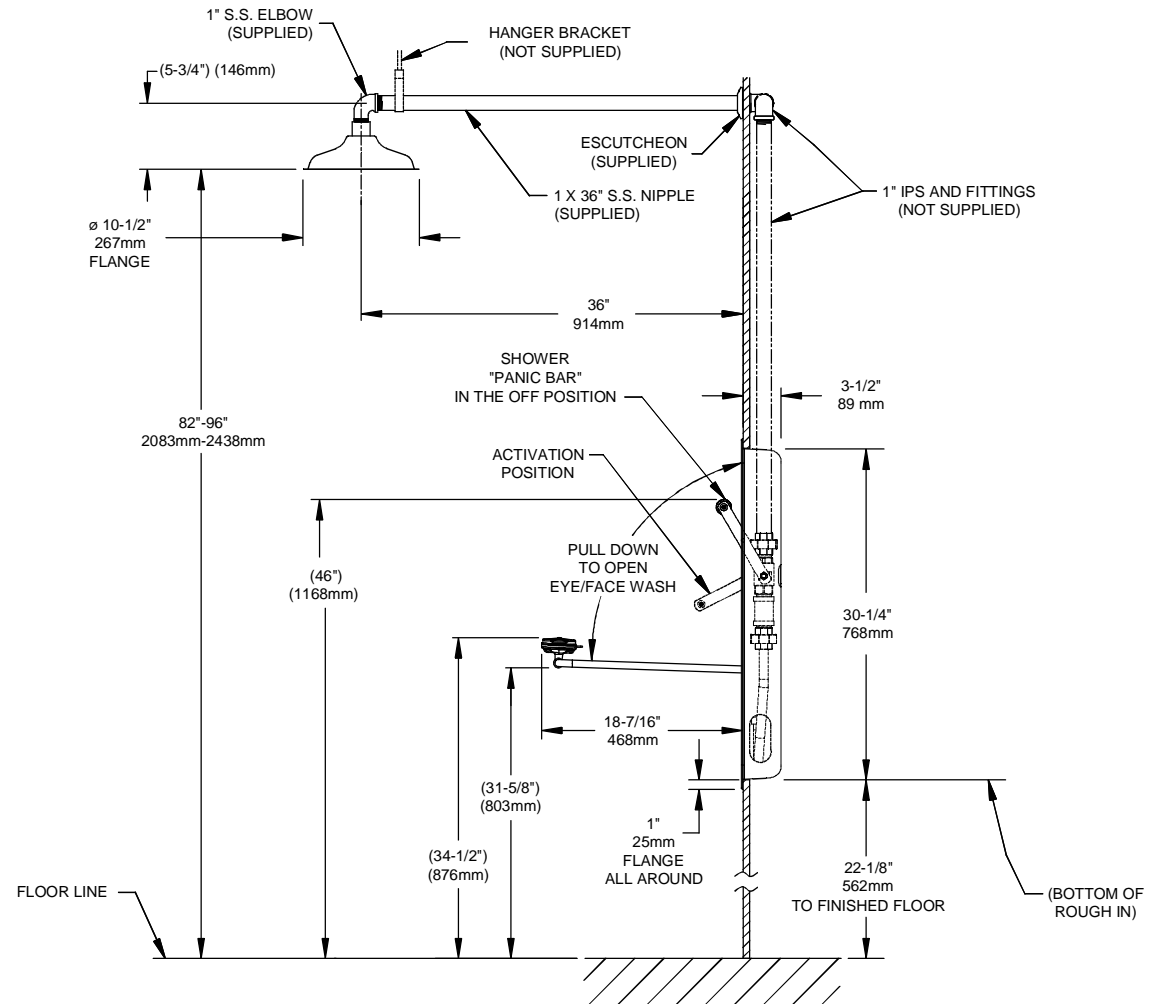 1" S.S. ELBOW
(SUPPLIED)
HANGER BRACKET
(NOT SUPPLIED)
(5-3/4") (146mm)
ESCUTCHEON
(SUPPLIED)
1 X 36" S.S. NIPPLE
(SUPPLIED)
1" IPS AND FITTINGS
(NOT SUPPLIED)
ø 10-1/2"
267mm
FLANGE
36"
914mm
SHOWER
"PANIC BAR"
IN THE OFF POSITION
3-1/2"
89 mm
82"-96"
2083mm-2438mm
ACTIVATION
POSITION
PULL DOWN
TO OPEN
EYE/FACE WASH
(46")
(1168mm)
30-1/4"
768mm
18-7/16"
468mm
(31-5/8")
(803mm)
1"
25mm
FLANGE
ALL AROUND
(34-1/2")
(876mm)
22-1/8"
562mm
TO FINISHED FLOOR
FLOOR LINE
(BOTTOM OF
ROUGH IN)